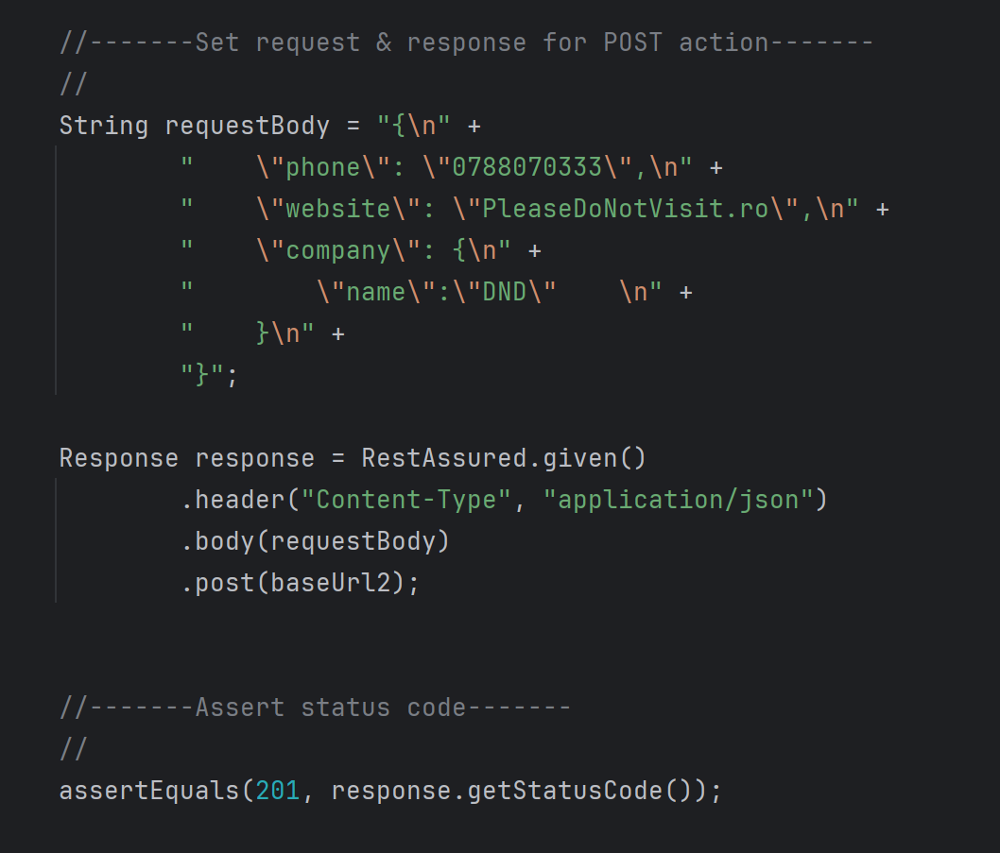 //-------Set request & response for POST action-------
//
String requestBody = "{\n" +
        "    \"phone\": \"0788070333\",\n" +
        "    \"website\": \"PleaseDoNotVisit.ro\",\n" +
        "    \"company\": {\n" +
        "        \"name\":\"DND\"    \n" +
        "    }\n" +
        "}";
Response response = RestAssured.given()
        .header("Content-Type", "application/json")
        .body(requestBody)
        .post(baseUrl2);
//-------Assert status code-------
//
assertEquals(201, response.getStatusCode());